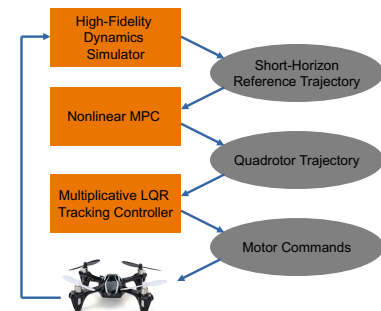 High-Fidelity
Dynamics
Simulator
Short-Horizon
Reference Trajectory
Nonlinear MPC
Quadrotor Trajectory
Multiplicative LQR
Tracking Controller
Motor Commands